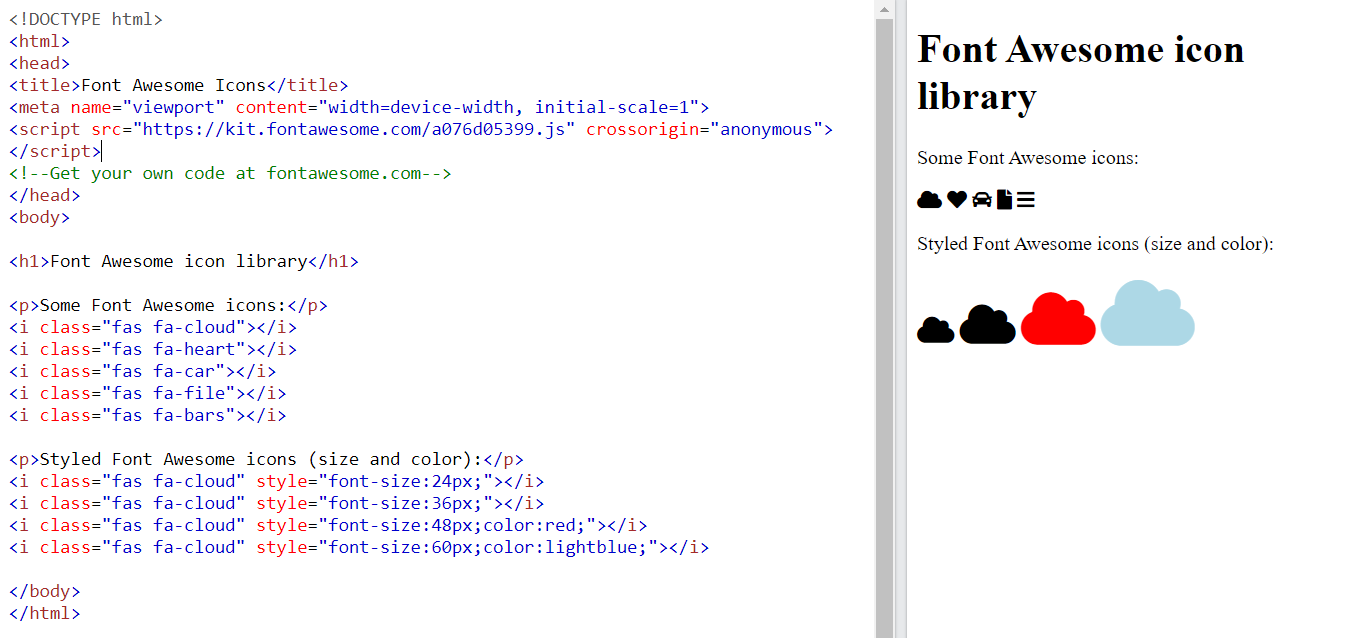 <!DOCTYPE html>
<html>
<head>
<title>Font Awesome Icons</title>
<meta name="viewport" content="width=device-width, initial-scale=1">
<script src="https://kit.fontawesome.com/a076d05399.js" crossorigin="anonymous">
</script>
<!--Get your own code at fontawesome.com-->
</head>
<body>
<h1>Font Awesome icon library</h1>
<p>Some Font Awesome icons:</p>
<i class="fas fa-cloud"></i>
<i class="fas fa-heart"></i>
<i class="fas fa-car"></i>
<i class="fas fa-file"></i>
<i class="fas fa-bars"></i>
<p>Styled Font Awesome icons (size and color):</p>
<i class="fas fa-cloud" style="font-size:24px;"></i>
<i class="fas fa-cloud" style="font-size:36px;"></i>
<i class="fas fa-cloud" style="font-size:48px;color:red;"></i>
<i class="fas fa-cloud" style="font-size:60px;color:lightblue;"></i>
</body>
</html>
Font Awesome icon
library
Some Font Awesome icons:
Styled Font Awesome icons (size and color):